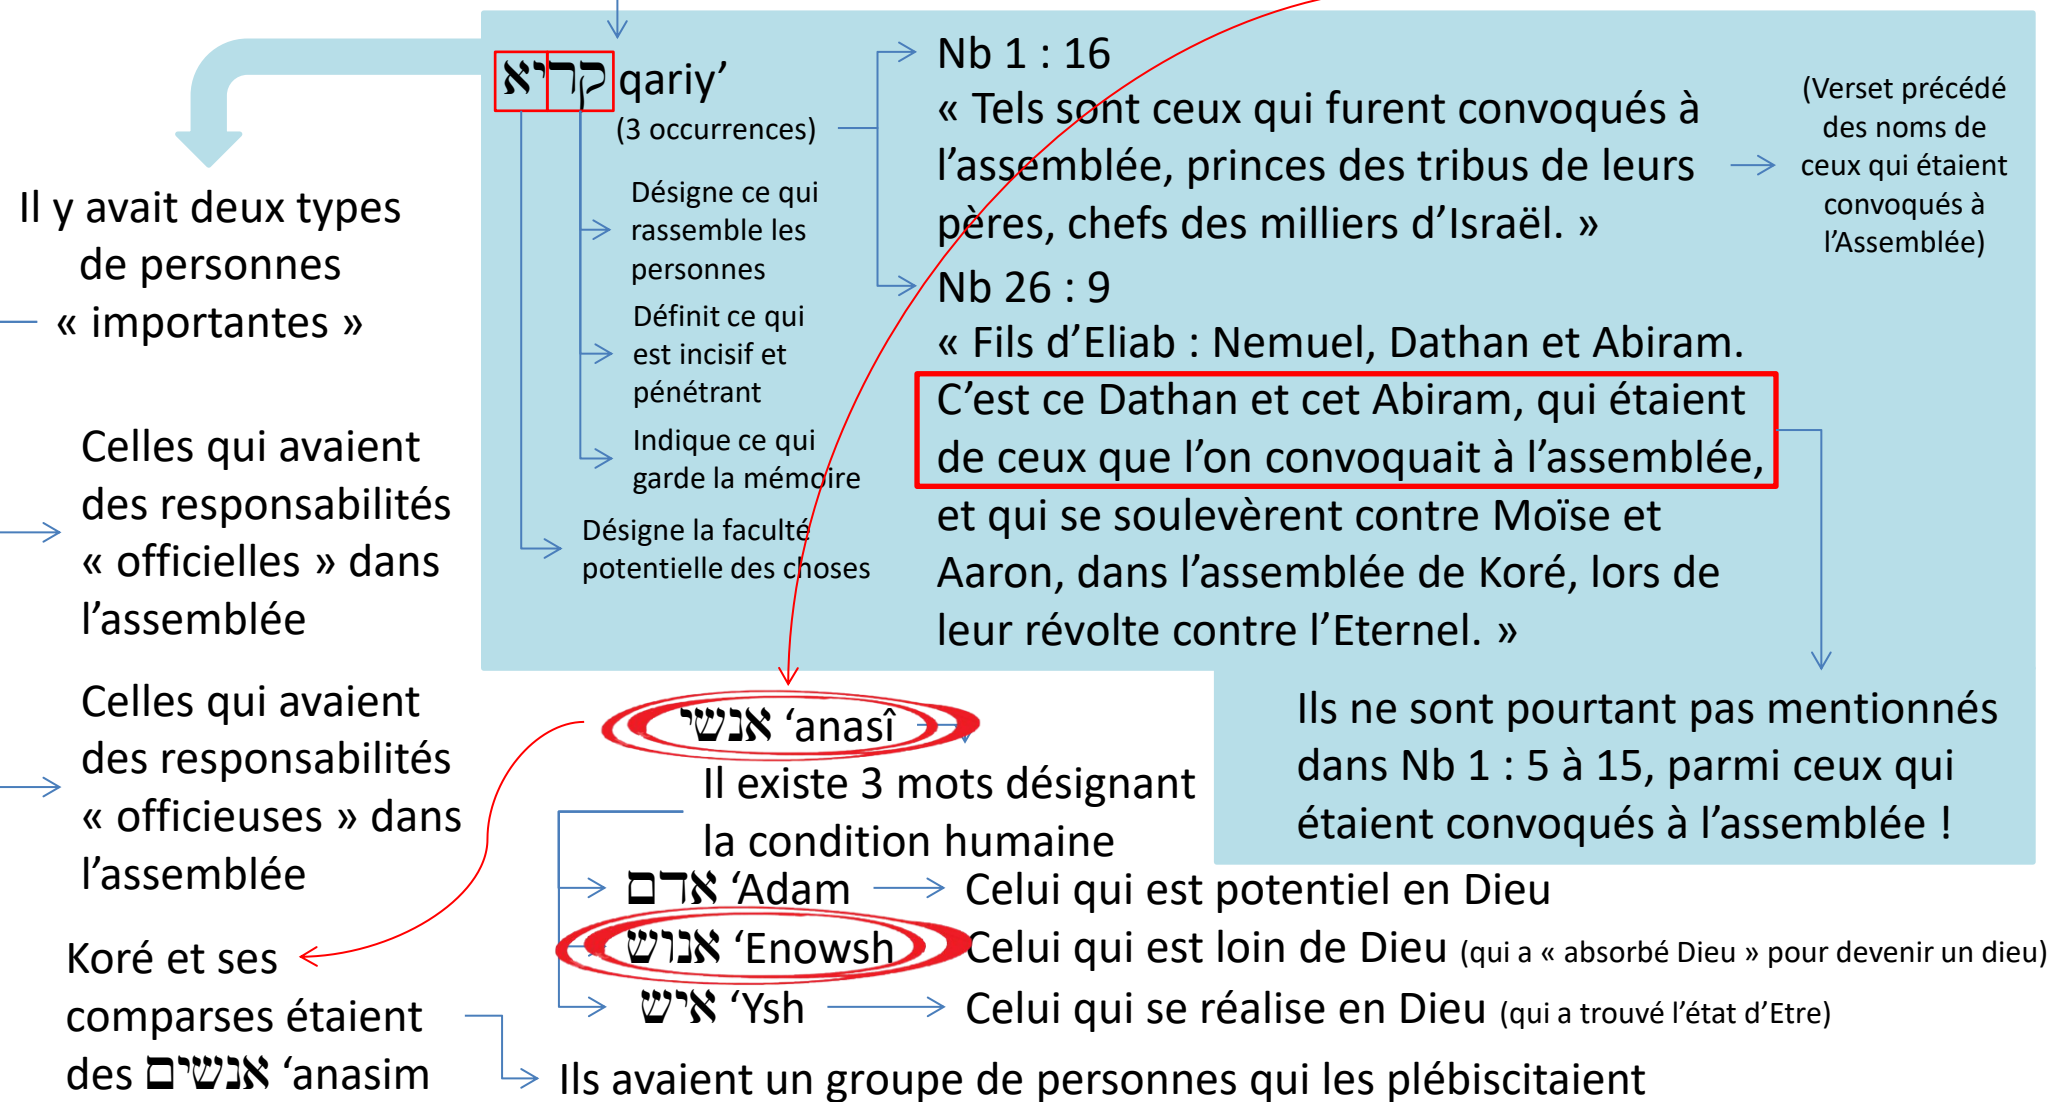 קריא qariy’
(3 occurrences)
Désigne ce qui
rassemble les
personnes
Définit ce qui
est incisif et
pénétrant
Indique ce qui
garde la mémoire
Désigne la faculté
potentielle des choses
Nb 1 : 16
« Tels sont ceux qui furent convoqués à
l’assemblée, princes des tribus de leurs
pères, chefs des milliers d’Israël. »
(Verset précédé
des noms de
ceux qui étaient
convoqués à
l’Assemblée)
Nb 26 : 9
« Fils d’Eliab : Nemuel, Dathan et Abiram.
C’est ce Dathan et cet Abiram, qui étaient
de ceux que l’on convoquait à l’assemblée,
et qui se soulevèrent contre Moïse et
Aaron, dans l’assemblée de Koré, lors de
leur révolte contre l’Eternel. »
Ils ne sont pourtant pas mentionnés
dans Nb 1 : 5 à 15, parmi ceux qui
étaient convoqués à l’assemblée !
Il y avait deux types
de personnes
« importantes »
Celles qui avaient
des responsabilités
« officielles » dans
l’assemblée
Celles qui avaient
des responsabilités
« officieuses » dans
l’assemblée
אנשי ‘anasî
Il existe 3 mots désignant
la condition humaine
אדם ‘Adam Celui qui est potentiel en Dieu
אנוש ‘Enowsh Celui qui est loin de Dieu (qui a « absorbé Dieu » pour devenir un dieu)
איש ‘Ysh Celui qui se réalise en Dieu (qui a trouvé l’état d’Etre)
Koré et ses
comparses étaient
des אנשים ‘anasim
Ils avaient un groupe de personnes qui les plébiscitaient